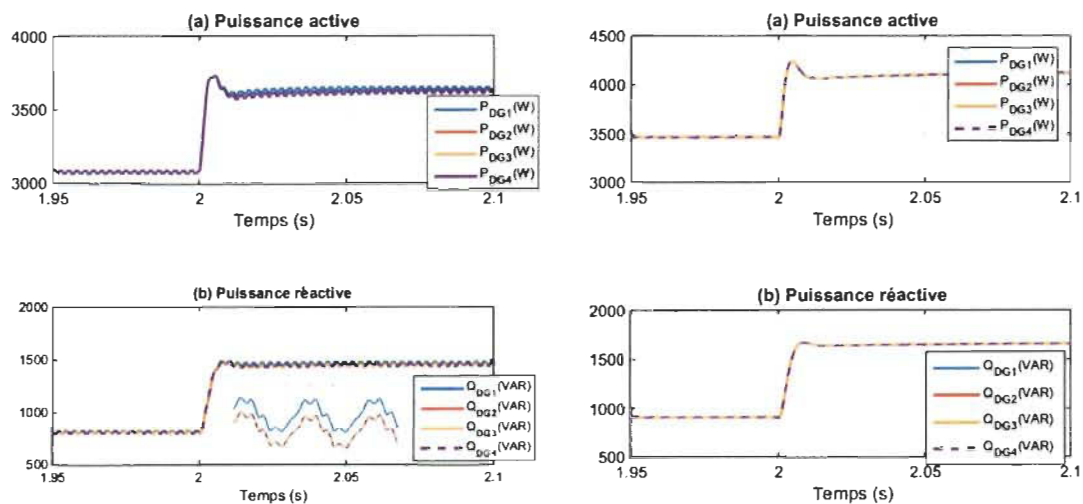 (a) Puissance active
4000
3500
3000
P_DG1(W)
P_DG2(W)
P_DG3(W)
P_DG4(W)
1.95
2
2.05
2.1
Temps (s)
(a) Puissance active
4500
4000
3500
3000
P_DG1(W)
P_DG2(W)
P_DG3(W)
P_DG4(W)
1.95
2
2.05
2.1
Temps (s)
(b) Puissance rèactive
2000
1500
1000
500
Q_DG1(VAR)
Q_DG2(VAR)
Q_DG3(VAR)
Q_DG4(VAR)
1.95
2
2.05
2.1
Temps (s)
(b) Puissance réactive
2000
1500
1000
500
Q_DG1(VAR)
Q_DG2(VAR)
Q_DG3(VAR)
Q_DG4(VAR)
1.95
2
2.05
2.1
Temps (s)